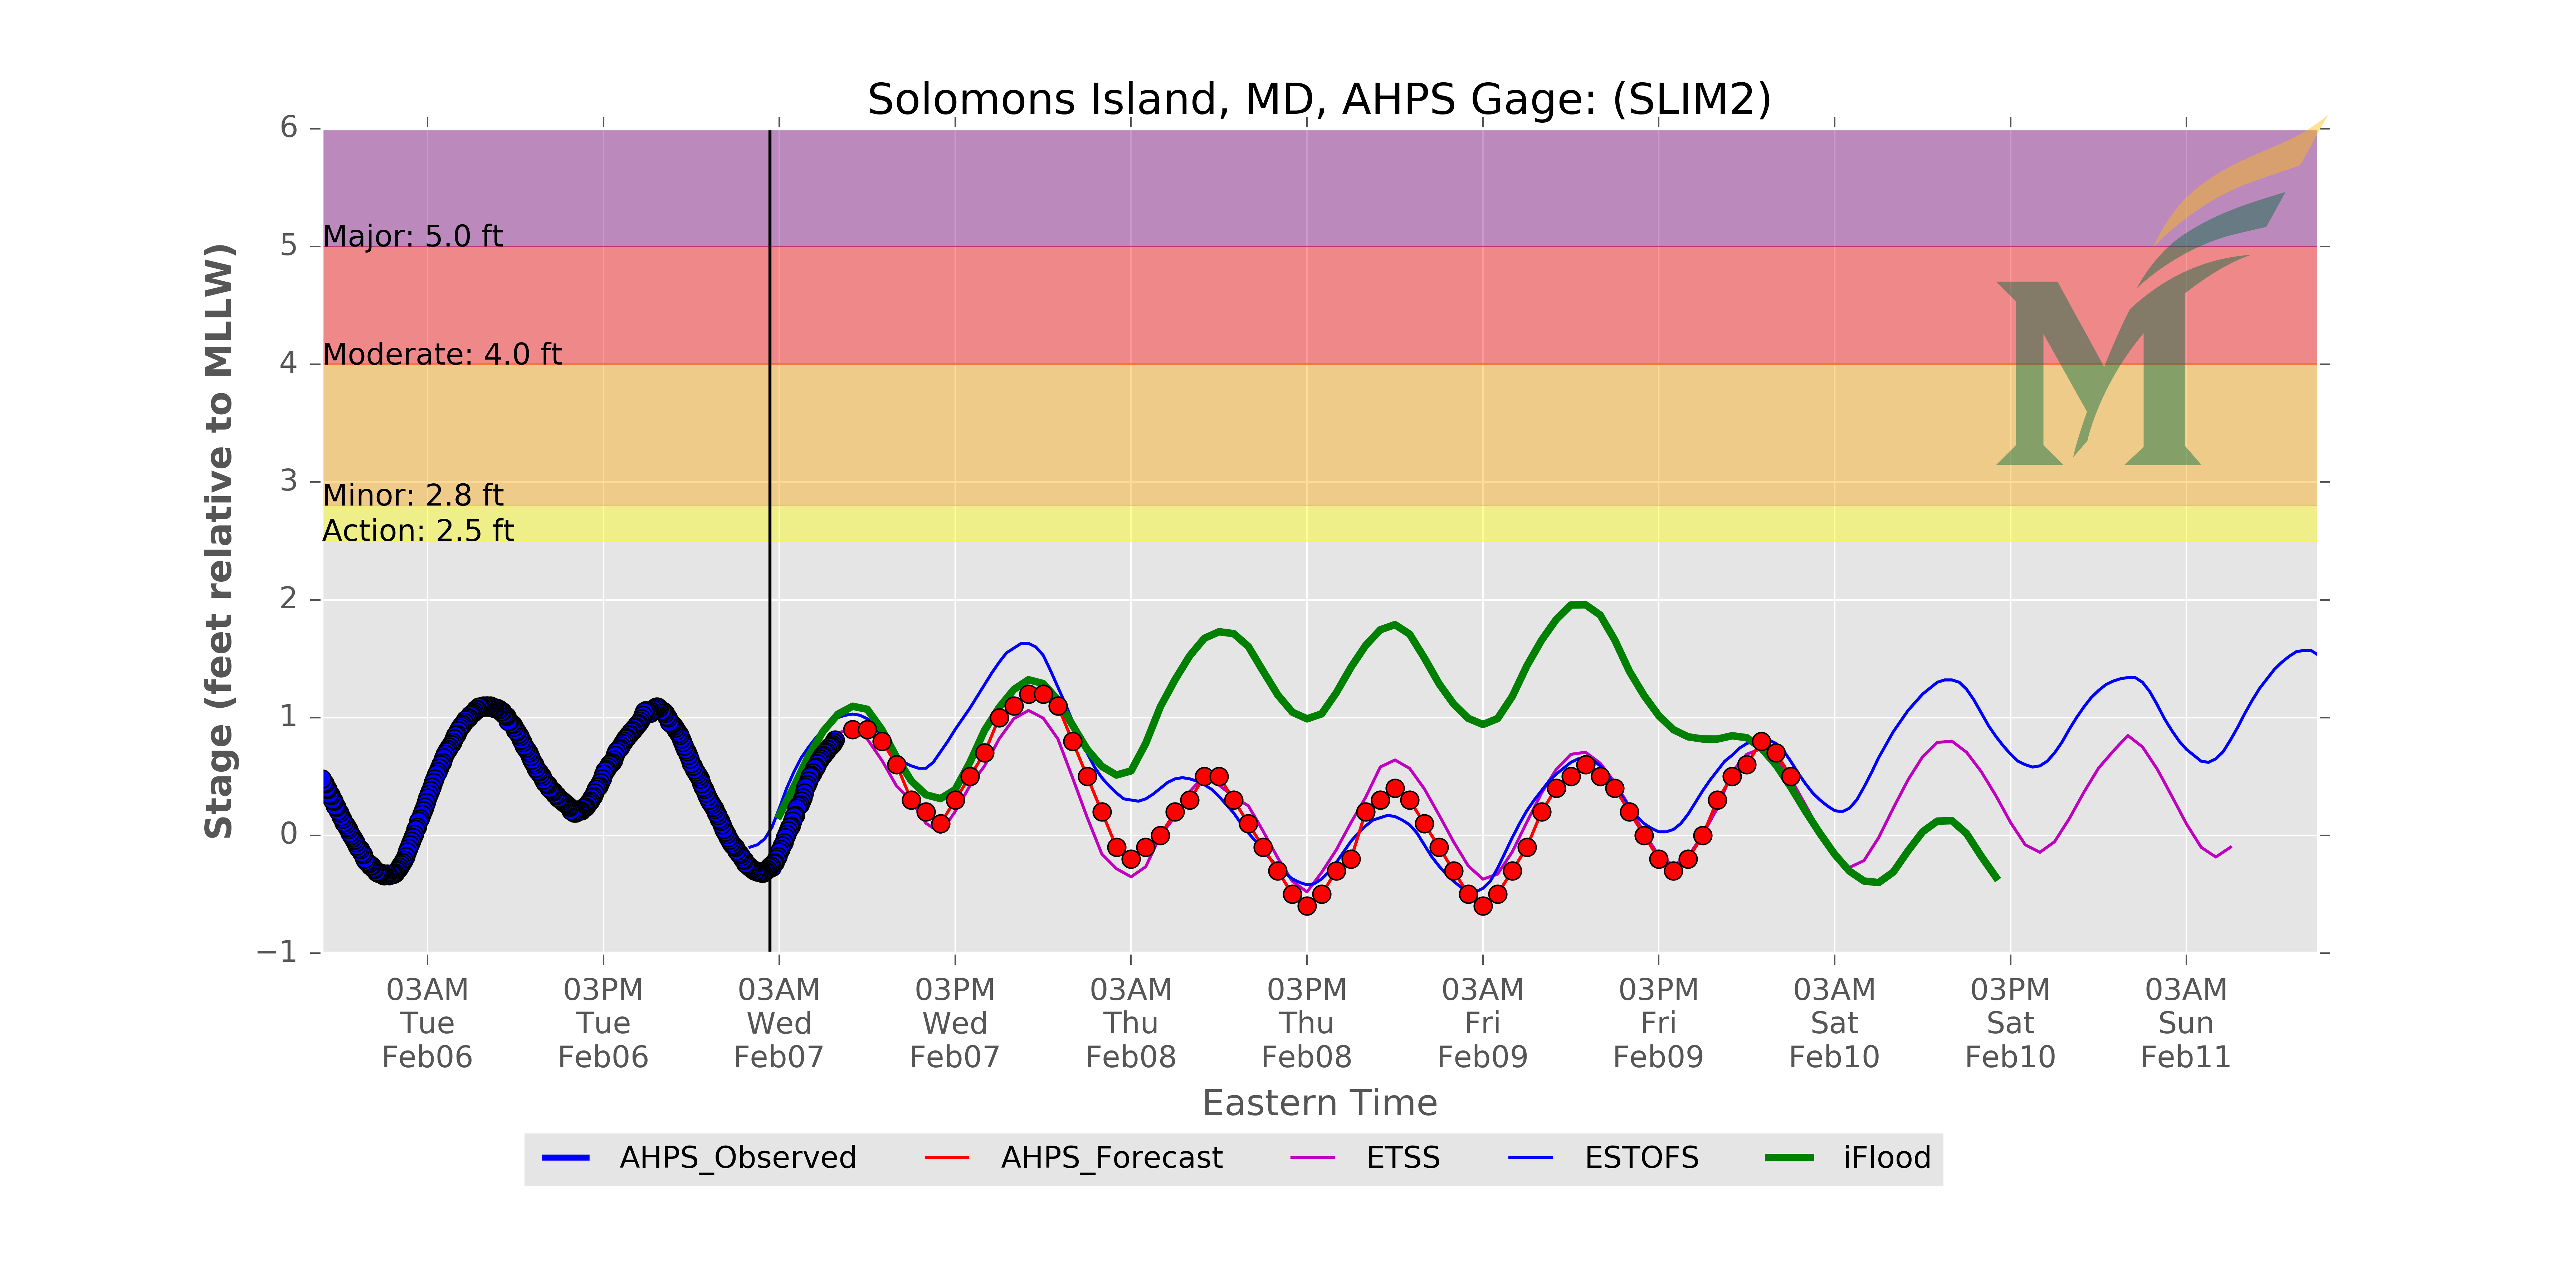 Solomons Island, MD, AHPS Gage: (SLIM2)
Stage (feet relative to MLLW)
6
5
4
3
2
1
0
−1
Major: 5.0 ft
Moderate: 4.0 ft
Minor: 2.8 ft
Action: 2.5 ft
03AM 03PM 03AM 03PM 03AM 03PM 03AM 03PM 03AM 03PM 03AM
Tue Tue Wed Wed Thu Thu Fri Fri Sat Sat Sun
Feb06 Feb06 Feb07 Feb07 Feb08 Feb08 Feb09 Feb09 Feb10 Feb10 Feb11
Eastern Time
AHPS_Observed AHPS_Forecast ETSS ESTOFS iFlood
M